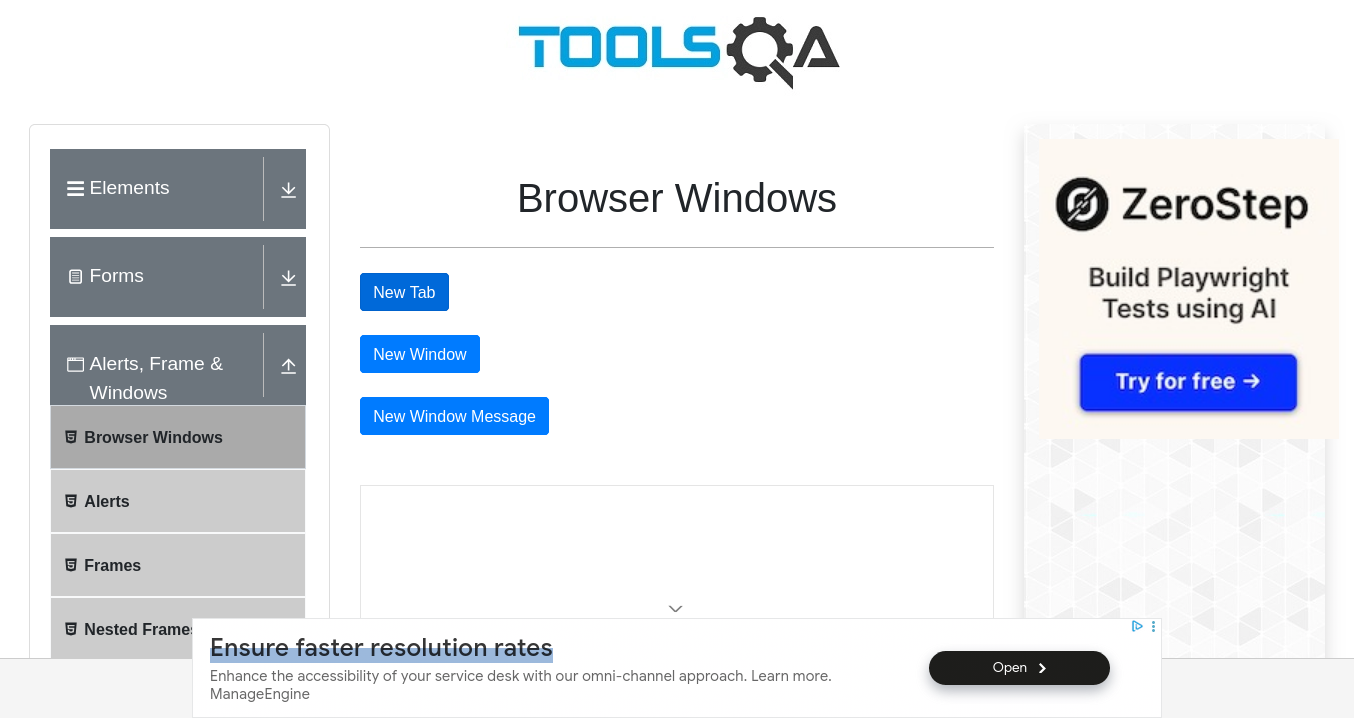 TOOLSQA
Elements
Forms
Alerts, Frame &
Windows
Browser Windows
Alerts
Frames
Nested Frames
Browser Windows
New Tab
New Window
New Window Message
ZeroStep
Build Playwright
Tests using AI
Try for free →
Ensure faster resolution rates
Enhance the accessibility of your service desk with our omni-channel approach. Learn more.
ManageEngine
Open